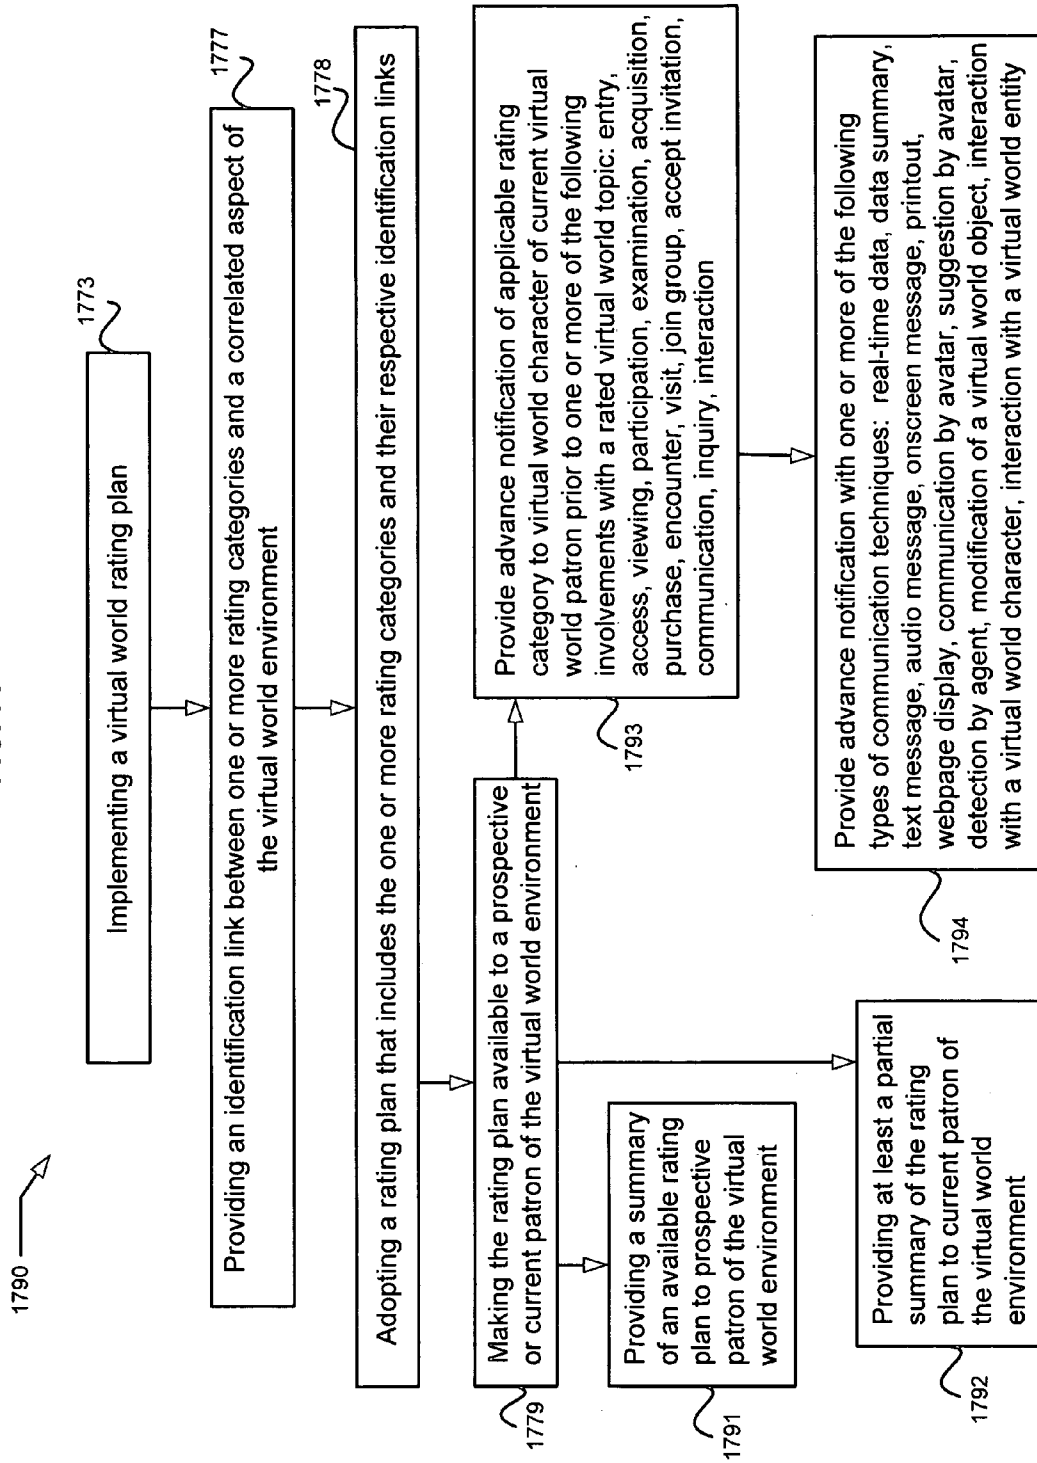 1790
Implementing a virtual world rating plan
1773
Providing an identification link between one or more rating categories and a correlated aspect of
the virtual world environment
1777
Adopting a rating plan that includes the one or more rating categories and their respective identification links
1778
Making the rating plan available to a prospective
or current patron of the virtual world environment
1779
Providing a summary
of an available rating
plan to prospective
patron of the virtual
world environment
1791
Providing at least a partial
summary of the rating
plan to current patron of
the virtual world
environment
1792
Provide advance notification of applicable rating
category to virtual world character of current virtual
world patron prior to one or more of the following
involvements with a rated virtual world topic: entry,
access, viewing, participation, examination, acquisition,
purchase, encounter, visit, join group, accept invitation,
communication, inquiry, interaction
1793
Provide advance notification with one or more of the following
types of communication techniques: real-time data, data summary,
text message, audio message, onscreen message, printout,
webpage display, communication by avatar, suggestion by avatar,
detection by agent, modification of a virtual world object, interaction
with a virtual world character, interaction with a virtual world entity
1794